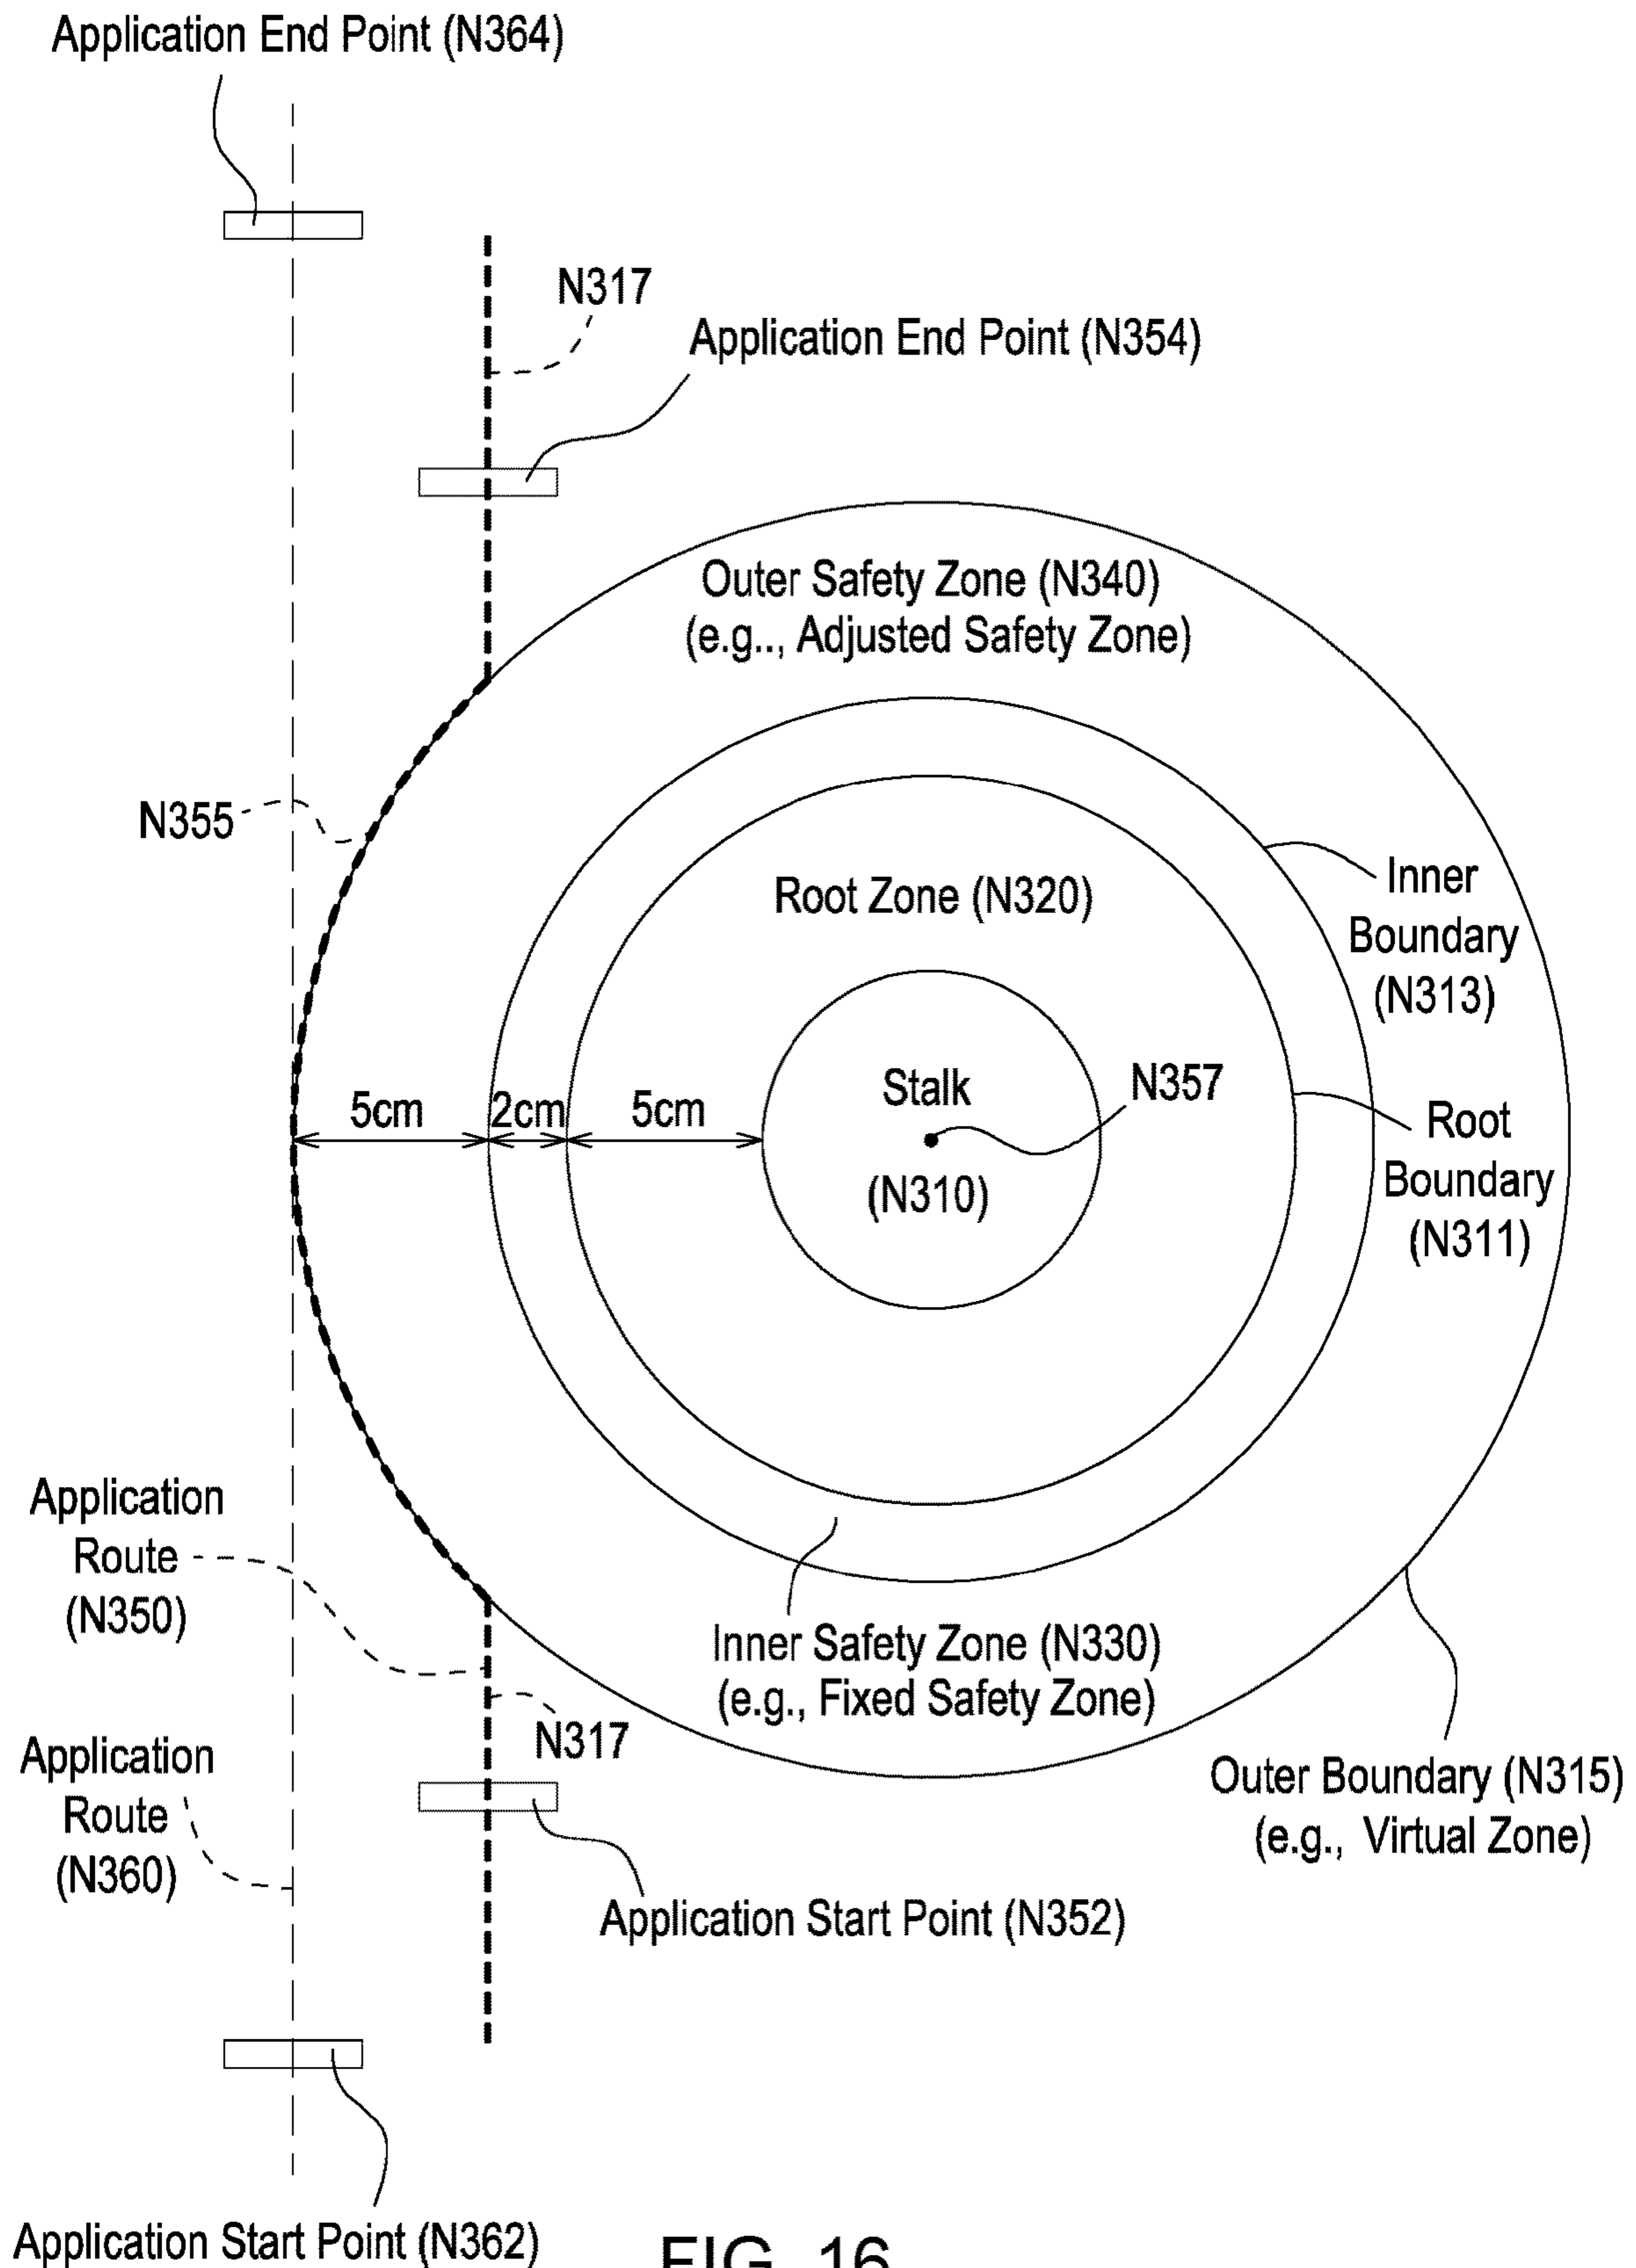 Application End Point (N364)
N317
Application End Point (N354)
Outer Safety Zone (N340)
(e.g.., Adjusted Safety Zone)
N355
Root Zone (N320)
Inner
Boundary
(N313)
Stalk
(N310)
N357
5cm
2cm
5cm
Root
Boundary
(N311)
Application
Route
(N350)
Inner Safety Zone (N330)
(e.g., Fixed Safety Zone)
N317
Application
Route
(N360)
Outer Boundary (N315)
(e.g., Virtual Zone)
Application Start Point (N352)
Application Start Point (N362)
FIG. 16